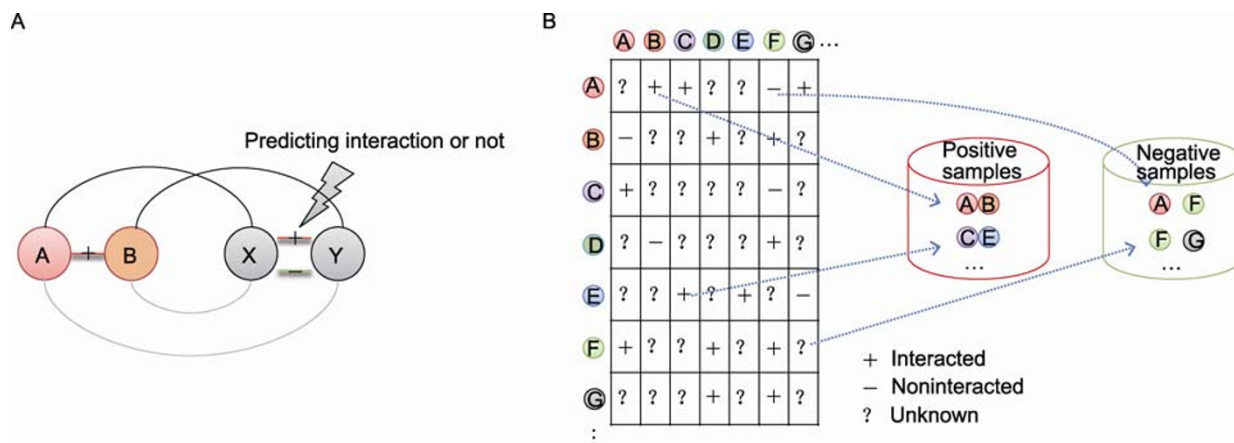 A
B
Predicting interaction or not
A + B X + Y
−
A B C D E F G ...
A ? + + ? ? − +
B − ? ? + ? + ?
C + ? ? ? ? − ?
D ? − ? ? ? + ?
E ? ? + ? + ? −
F + ? ? + ? + ?
G ? ? ? + ? + ?
:
Positive
samples
A B
C E
...
Negative
samples
A F
F G
...
+ Interacted
− Noninteracted
? Unknown